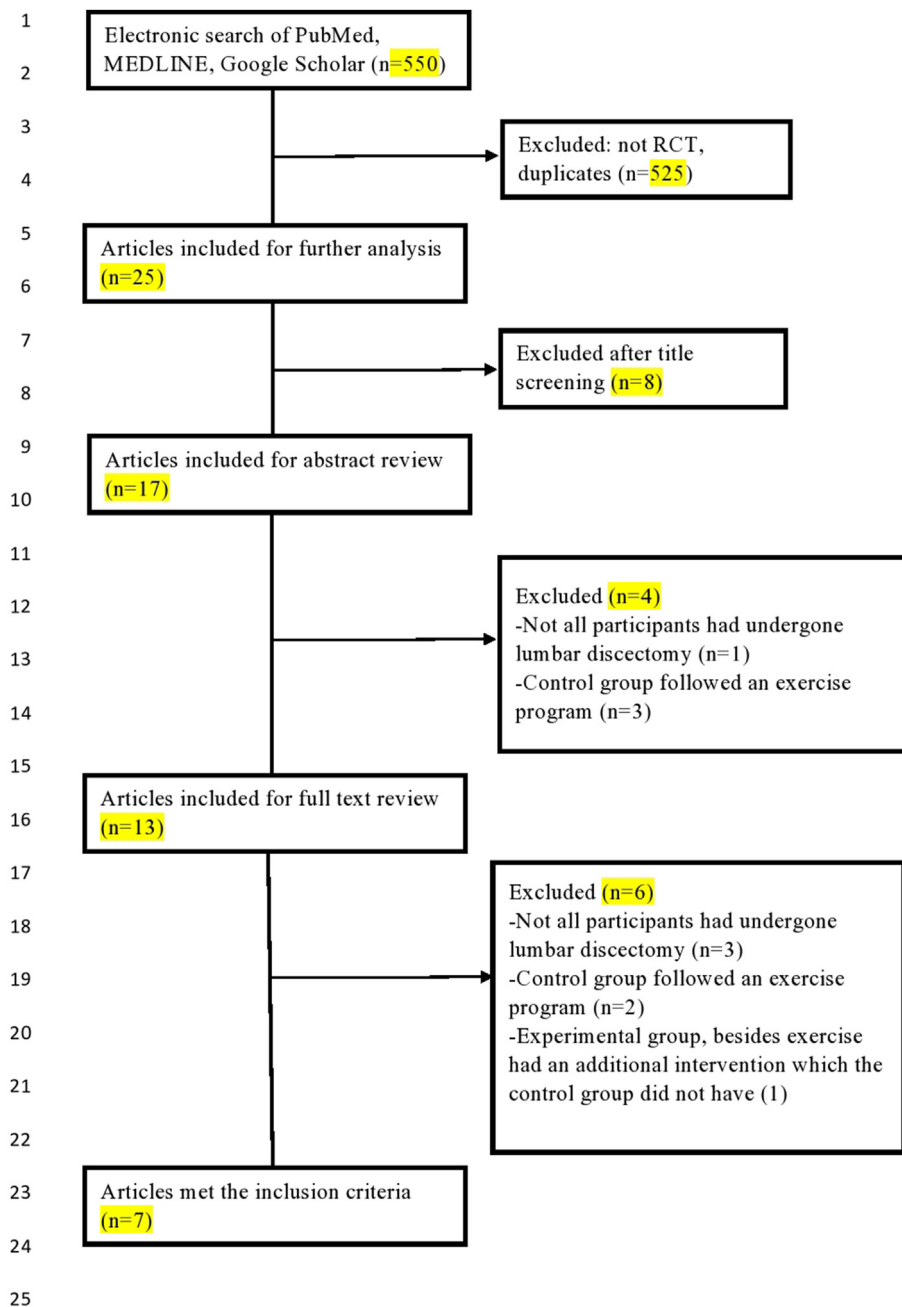 1
Electronic search of PubMed,
2
MEDLINE, Google Scholar (n=550)
3
Excluded: not RCT,
4
duplicates (n=525)
5
Articles included for further analysis
6
(n=25)
7
Excluded after title
8
screening (n=8)
9
Articles included for abstract review
10
(n=17)
11
12
Excluded (n=4)
-Not all participants had undergone
13
lumbar discectomy (n=1)
-Control group followed an exercise
14
program (n=3)
15
Articles included for full text review
16
(n=13)
17
Excluded (n=6)
18
-Not all participants had undergone
lumbar discectomy (n=3)
19
-Control group followed an exercise
program (n=2)
20
-Experimental group, besides exercise
had an additional intervention which the
21
control group did not have (1)
22
23
Articles met the inclusion criteria
(n=7)
24
25